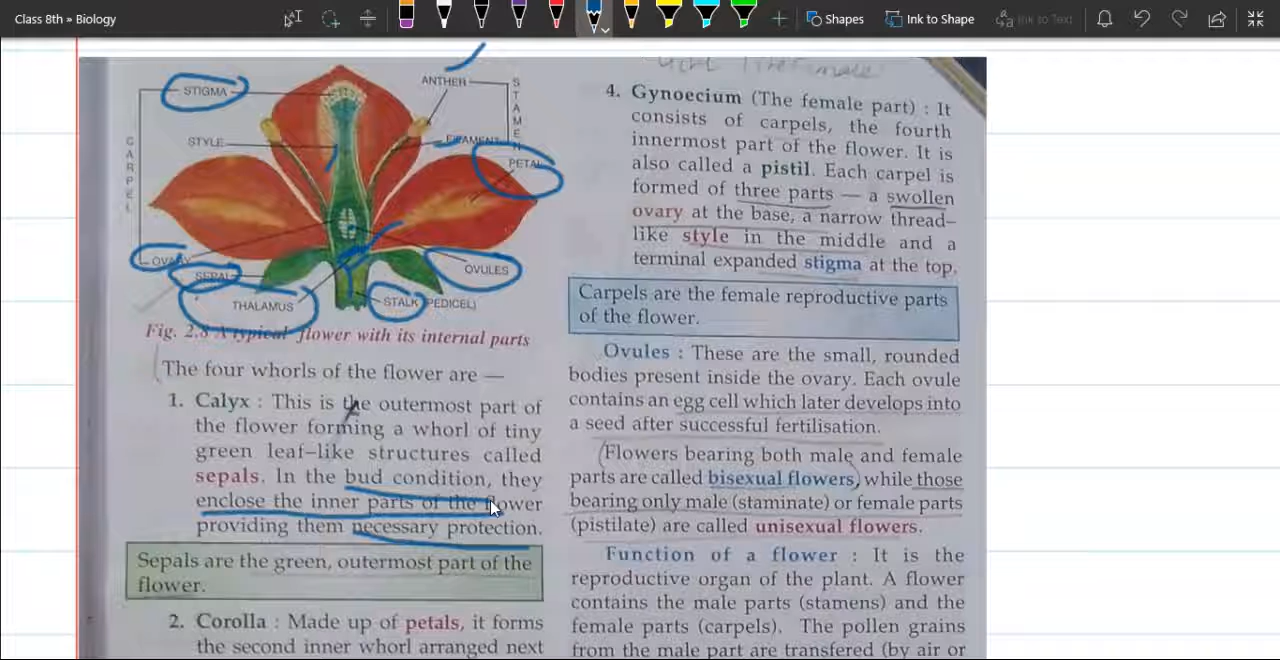 Class 8th » Biology
Shapes
Ink to Shape
Ink to Text
STIGMA
ANTHER
STAMEN
CARPEL
STYLE
FILAMENT
PETAL
OVARY
SEPAL
OVULES
THALAMUS
STALK (PEDICEL)
Fig. 2.8 A typical flower with its internal parts
The four whorls of the flower are —
1. Calyx : This is the outermost part of
the flower forming a whorl of tiny
green leaf-like structures called
sepals. In the bud condition, they
enclose the inner parts of the flower
providing them necessary protection.
Sepals are the green, outermost part of the
flower.
2. Corolla : Made up of petals, it forms
the second inner whorl arranged next
4. Gynoecium (The female part) : It
consists of carpels, the fourth
innermost part of the flower. It is
also called a pistil. Each carpel is
formed of three parts — a swollen
ovary at the base, a narrow thread-
like style in the middle and a
terminal expanded stigma at the top.
Carpels are the female reproductive parts
of the flower.
Ovules : These are the small, rounded
bodies present inside the ovary. Each ovule
contains an egg cell which later develops into
a seed after successful fertilisation.
Flowers bearing both male and female
parts are called bisexual flowers, while those
bearing only male (staminate) or female parts
(pistilate) are called unisexual flowers.
Function of a flower : It is the
reproductive organ of the plant. A flower
contains the male parts (stamens) and the
female parts (carpels). The pollen grains
from the male part are transfered (by air or